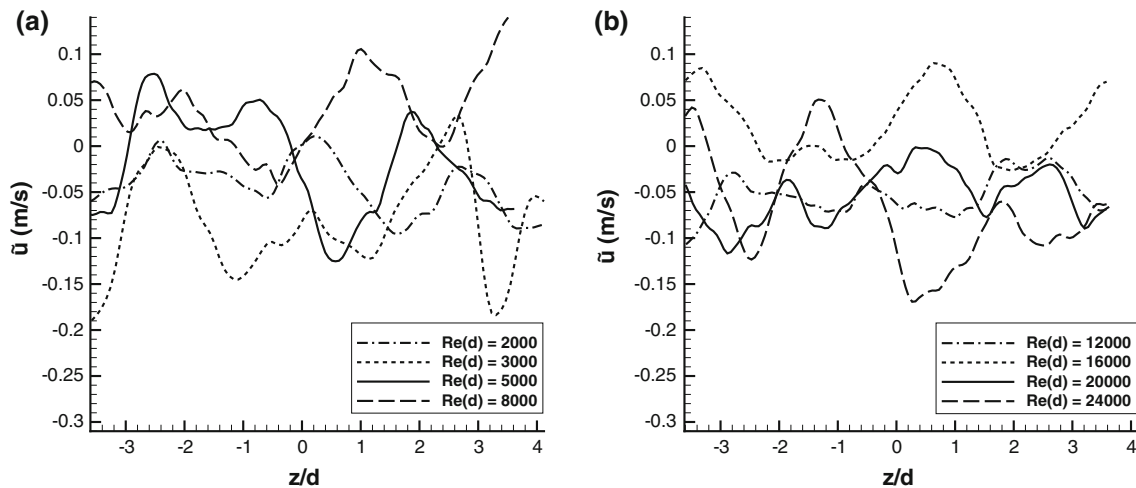 (a)
0.1
0.05
0
-0.05
-0.1
-0.15
-0.2
-0.25
-0.3
ũ (m/s)
-3 -2 -1 0 1 2 3 4
z/d
Re(d) = 2000
Re(d) = 3000
Re(d) = 5000
Re(d) = 8000
(b)
0.1
0.05
0
-0.05
-0.1
-0.15
-0.2
-0.25
-0.3
ũ (m/s)
-3 -2 -1 0 1 2 3 4
z/d
Re(d) = 12000
Re(d) = 16000
Re(d) = 20000
Re(d) = 24000